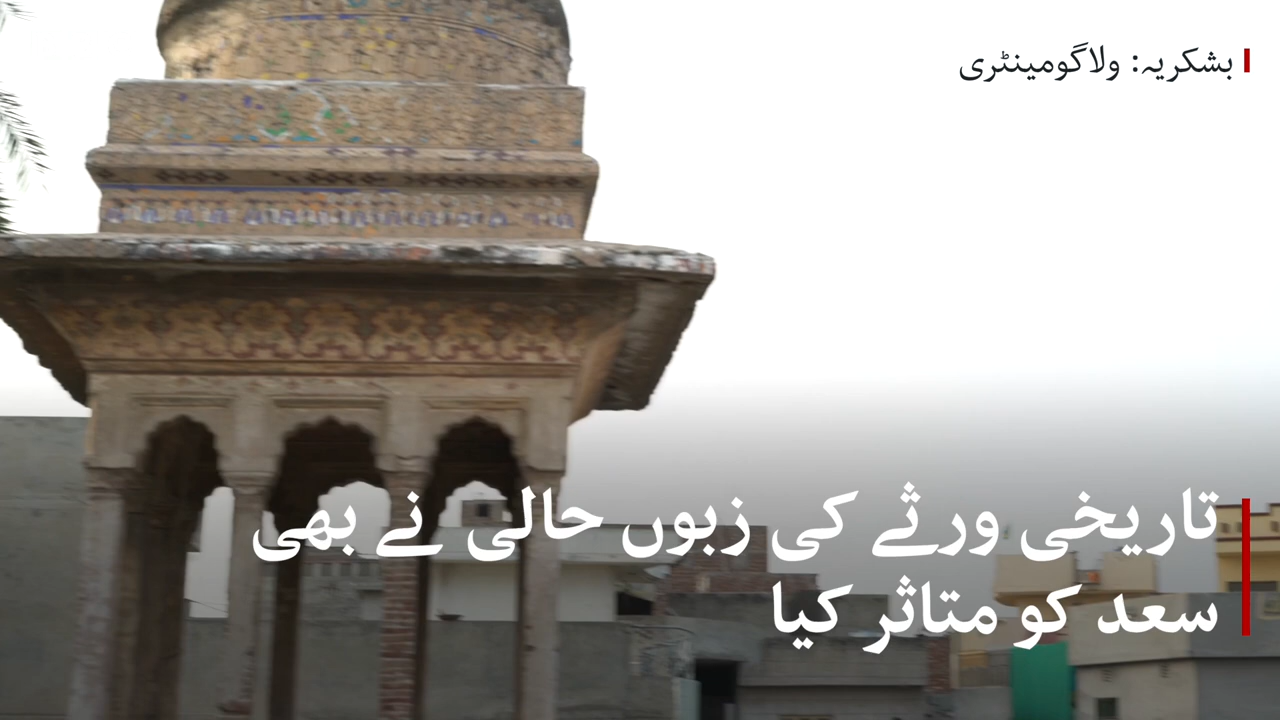 بشکریہ: ولاگومینٹری
تاریخی ورثے کی زبوں حالی نے بھی
سعد کو متاثر کیا